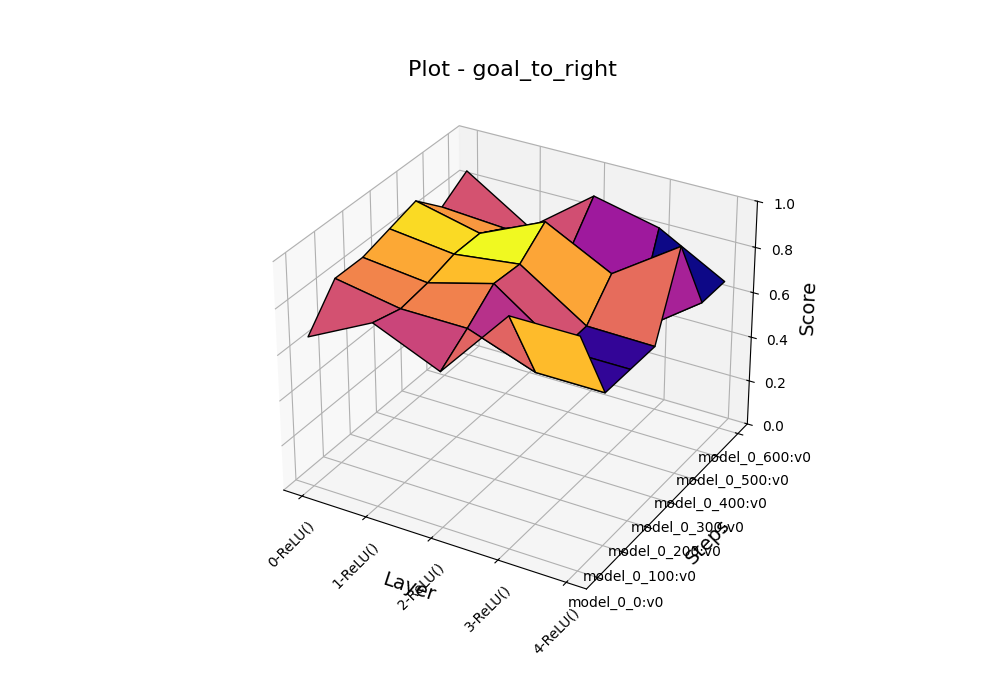 Plot - goal_to_right
1.0
0.8
0.6
0.4
0.2
0.0
Score
model_0_600:v0
model_0_500:v0
model_0_400:v0
model_0_300:v0
model_0_200:v0
model_0_100:v0
model_0_0:v0
Steps
0-ReLU()
1-ReLU()
2-ReLU()
3-ReLU()
4-ReLU()
Layer